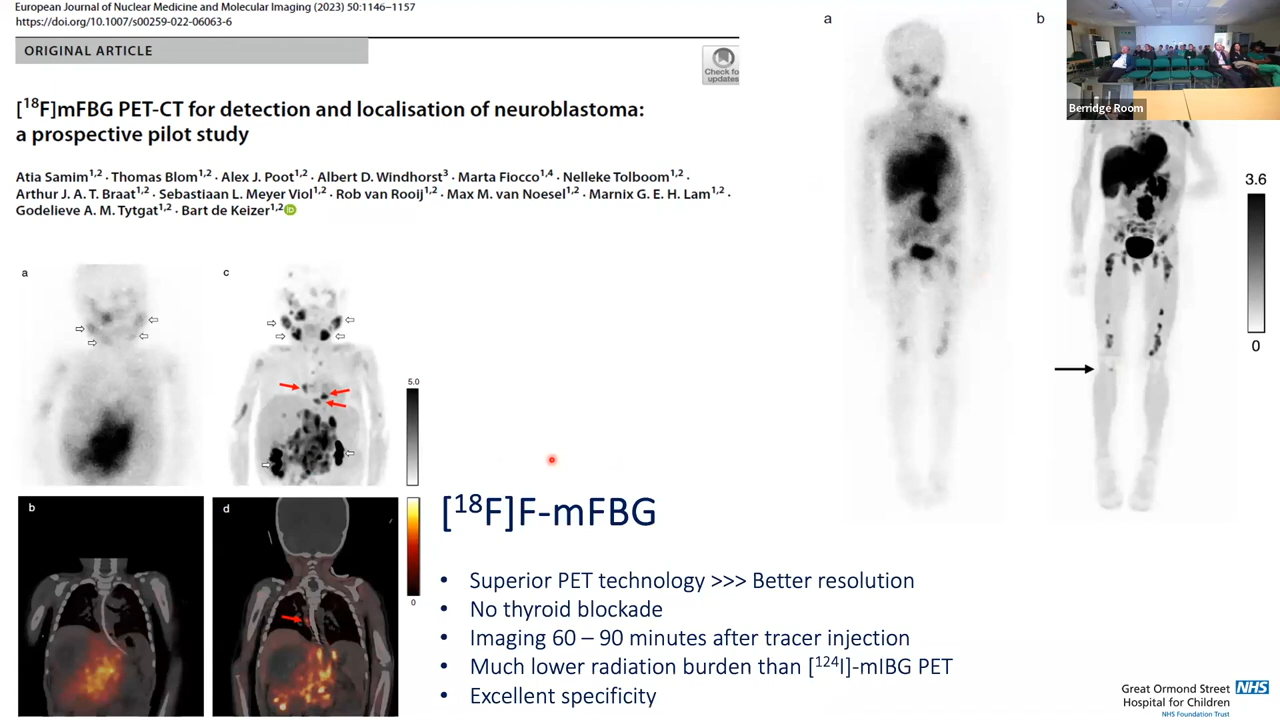 European Journal of Nuclear Medicine and Molecular Imaging (2023) 50:1146–1157
https://doi.org/10.1007/s00259-022-06063-6
ORIGINAL ARTICLE
Check for
updates
[¹⁸F]mFBG PET-CT for detection and localisation of neuroblastoma:
a prospective pilot study
Atia Samim¹,² · Thomas Blom¹,² · Alex J. Poot¹,² · Albert D. Windhorst³ · Marta Fiocco¹,⁴ · Nelleke Tolboom¹,² ·
Arthur J. A. T. Braat¹,² · Sebastiaan L. Meyer Viol¹,² · Rob van Rooij¹,² · Max M. van Noesel¹,² · Marnix G. E. H. Lam¹,² ·
Godelieve A. M. Tytgat¹,² · Bart de Keizer¹,²
iD
a
c
5.0
b
d
0
a
b
Berridge Room
3.6
0
[¹⁸F]F-mFBG
• Superior PET technology >>> Better resolution
• No thyroid blockade
• Imaging 60 – 90 minutes after tracer injection
• Much lower radiation burden than [¹²⁴I]-mIBG PET
• Excellent specificity
Great Ormond Street NHS
Hospital for Children
NHS Foundation Trust